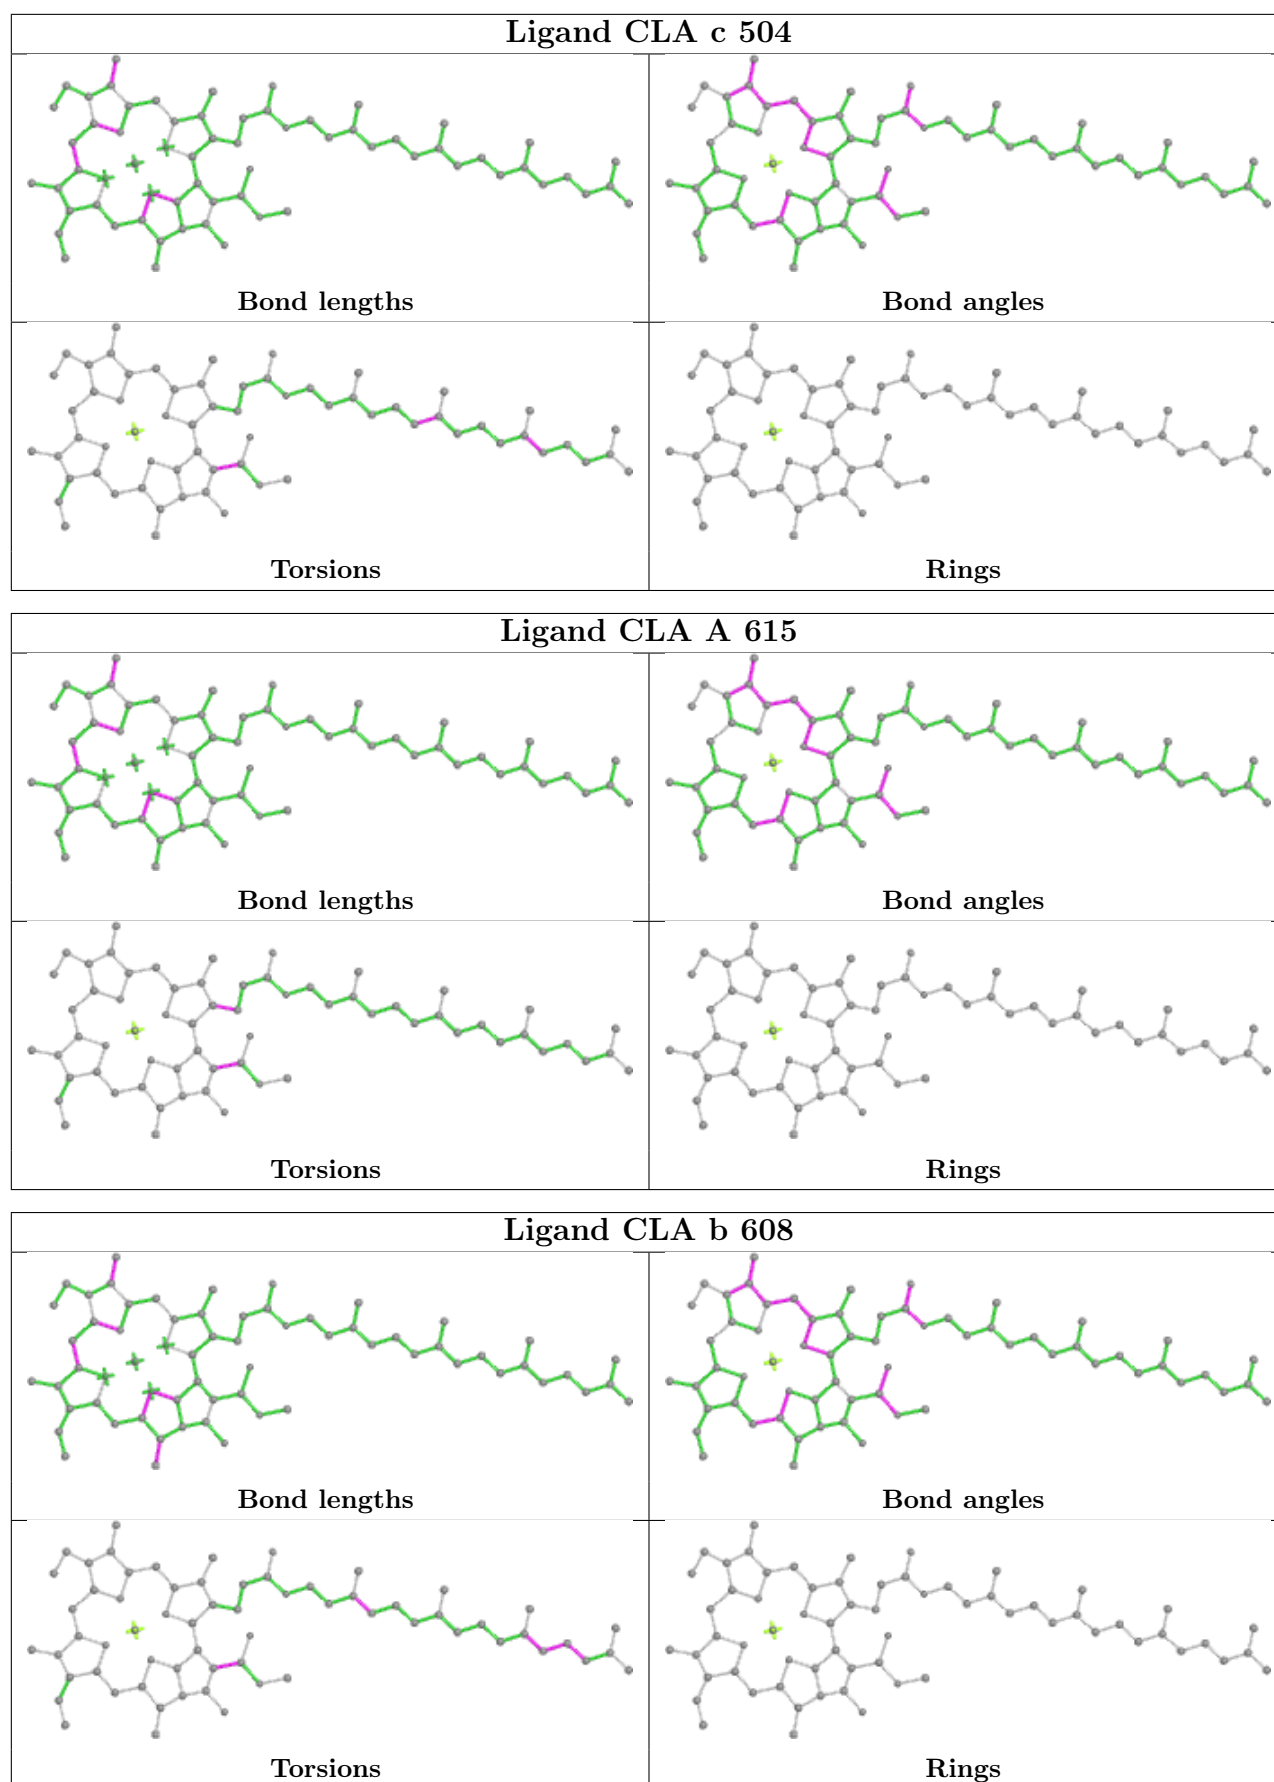 Ligand CLA c 504
Bond lengths
Bond angles
Torsions
Rings
Ligand CLA A 615
Bond lengths
Bond angles
Torsions
Rings
Ligand CLA b 608
Bond lengths
Bond angles
Torsions
Rings